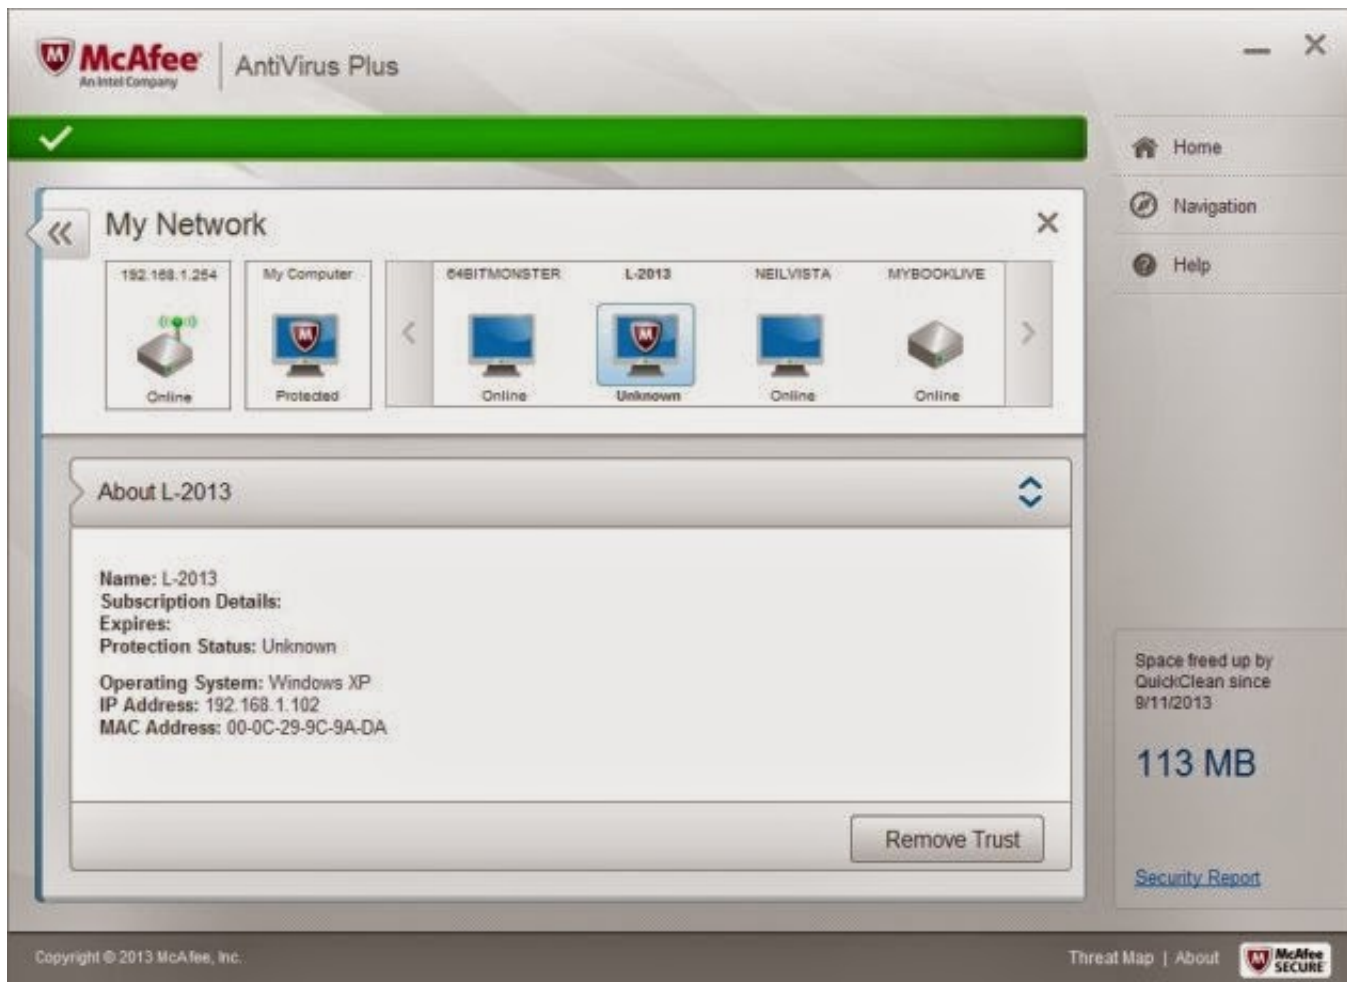 McAfee
An Intel Company
AntiVirus Plus
Home
Navigation
Help
My Network
192.168.1.254
Online
My Computer
Protected
64BITMONSTER
Online
L-2013
Unknown
NEILVISTA
Online
MYBOOKLIVE
Online
About L-2013
Name: L-2013
Subscription Details:
Expires:
Protection Status: Unknown
Operating System: Windows XP
IP Address: 192.168.1.102
MAC Address: 00-0C-29-9C-9A-DA
Remove Trust
Space freed up by
QuickClean since
9/11/2013
113 MB
Security Report
Copyright © 2013 McAfee, Inc.
Threat Map | About
McAfee
SECURE